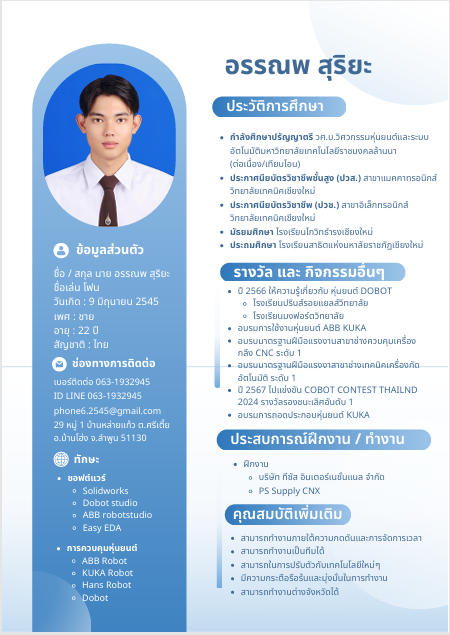 อรรณพ สุริยะ
ประวัติการศึกษา
กำลังศึกษาปริญญาตรี วศ.บ.วิศวกรรมหุ่นยนต์และระบบ
อัตโนมัติมหาวิทยาลัยเทคโนโลยีราชมงคลล้านนา
(ต่อเนื่อง/เทียบโอน)
ประกาศนียบัตรวิชาชีพชั้นสูง (ปวส.) สาขาแมคคาทรอนิกส์
วิทยาลัยเทคนิคเชียงใหม่
ประกาศนียบัตรวิชาชีพ (ปวช.) สาขาอิเล็กทรอนิกส์
วิทยาลัยเทคนิคเชียงใหม่
มัธยมศึกษา โรงเรียนโกวิทธำรงเชียงใหม่
ประถมศึกษา โรงเรียนสาธิตแห่งมหาลัยราชภัฏเชียงใหม่
รางวัล และ กิจกรรมอื่นๆ
ปี 2566 ให้ความรู้เกี่ยวกับ หุ่นยนต์ DOBOT
โรงเรียนปรินส์รอยแยลส์วิทยาลัย
โรงเรียนมงฟอร์ตวิทยาลัย
อบรมการใช้งานหุ่นยนต์ ABB KUKA
อบมมาตรฐานฝีมือแรงงานสาขาช่างควบคุมเครื่อง
กลึง CNC ระดับ 1
อบมมาตรฐานฝีมือแรงงาสาขาช่างเทคนิคเครื่องกัด
อัตโนมัติ ระดับ 1
ปี 2567 ไปแข่งขัน COBOT CONTEST THAILND
2024 รางวัลรองชนะเลิศอันดับ 1
อบรมการถอดประกอบหุ่นยนต์ KUKA
ประสบการณ์ฝึกงาน / ทำงาน
ฝึกงาน
บริษัท ทีซัส อินเตอร์เนชั่นแนล จำกัด
PS Supply CNX
คุณสมบัติเพิ่มเติม
สามารถทำงานภายใต้ความกดดันและการจัดการเวลา
สามารถทำงานเป็นทีมได้
สามารถในการปรับตัวกับเทคโนโลยีใหม่ๆ
มีความกระตือรือร้นและมุ่งมั่นในการทำงาน
สามารถทำงานต่างจังหวัดได้
ข้อมูลส่วนตัว
ชื่อ / สกุล นาย อรรณพ สุริยะ
ชื่อเล่น โฟน
วันเกิด : 9 มิถุนายน 2545
เพศ : ชาย
อายุ : 22 ปี
สัญชาติ : ไทย
ช่องทางการติดต่อ
เบอร์ติดต่อ 063-1932945
ID LINE 063-1932945
phone6.2545@gmail.com
29 หมู่ 1 บ้านหล่ายแก้ว ต.ศรีเตี้ย
อ.บ้านโฮ่ง จ.ลำพูน 51130
ทักษะ
ซอฟต์แวร์
Solidworks
Dobot studio
ABB robotstudio
Easy EDA
การควบคุมหุ่นยนต์
ABB Robot
KUKA Robot
Hans Robot
Dobot